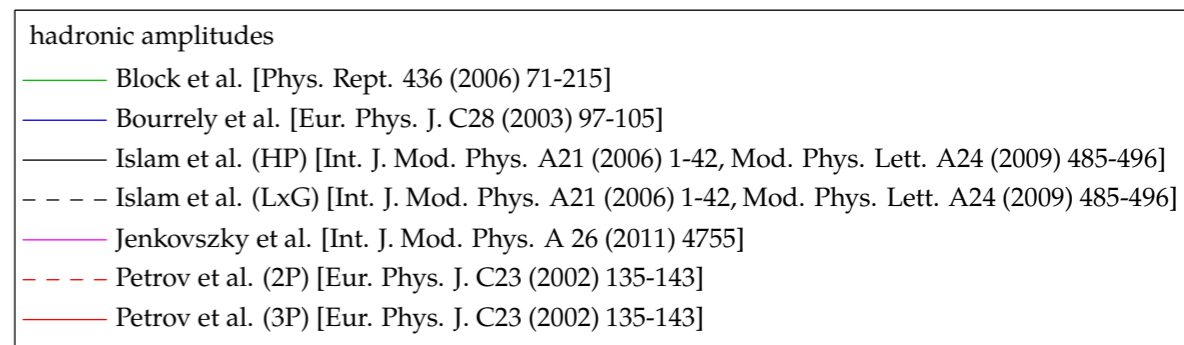 hadronic amplitudes
Block et al. [Phys. Rept. 436 (2006) 71-215]
Bourrely et al. [Eur. Phys. J. C28 (2003) 97-105]
Islam et al. (HP) [Int. J. Mod. Phys. A21 (2006) 1-42, Mod. Phys. Lett. A24 (2009) 485-496]
Islam et al. (LxG) [Int. J. Mod. Phys. A21 (2006) 1-42, Mod. Phys. Lett. A24 (2009) 485-496]
Jenkovszky et al. [Int. J. Mod. Phys. A 26 (2011) 4755]
Petrov et al. (2P) [Eur. Phys. J. C23 (2002) 135-143]
Petrov et al. (3P) [Eur. Phys. J. C23 (2002) 135-143]